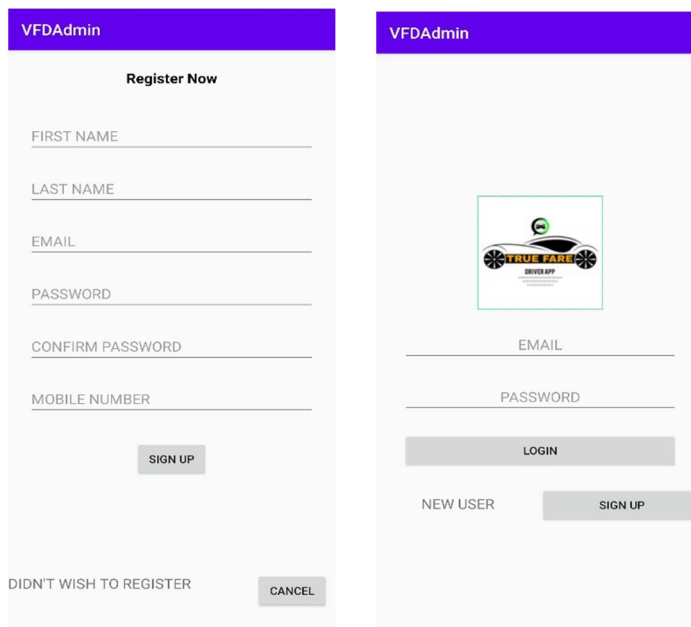 VFDAdmin
Register Now
FIRST NAME
LAST NAME
EMAIL
PASSWORD
CONFIRM PASSWORD
MOBILE NUMBER
SIGN UP
DIDN'T WISH TO REGISTER
CANCEL
VFDAdmin
TRUE FARE
DRIVER APP
EMAIL
PASSWORD
LOGIN
NEW USER
SIGN UP